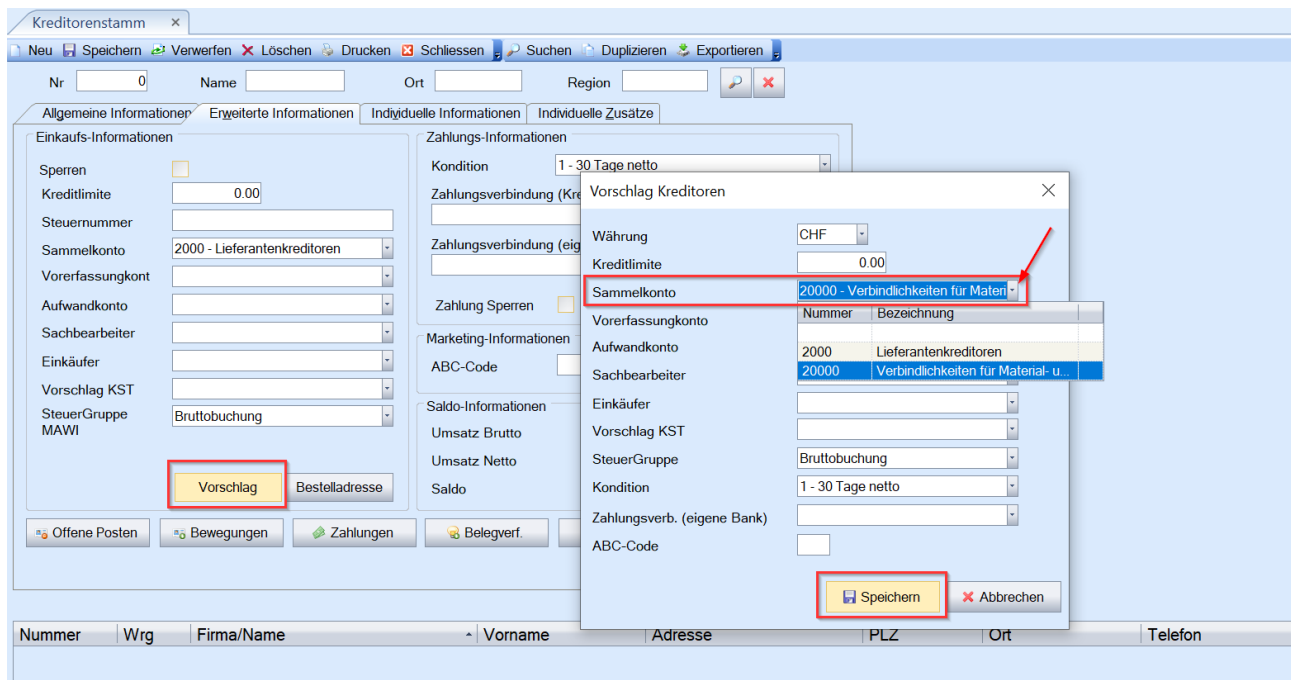 Kreditorenstamm ×
Neu Speichern Verwerfen Löschen Drucken Schliessen Suchen Duplizieren Exportieren
Nr 0 Name Ort Region
Allgemeine Informationen Erweiterte Informationen Individuelle Informationen Individuelle Zusätze
Einkaufs-Informationen
Sperren
Kreditlimite 0.00
Steuernummer
Sammelkonto 2000 - Lieferantenkreditoren
Vorerfassungkont
Aufwandkonto
Sachbearbeiter
Einkäufer
Vorschlag KST
SteuerGruppe
MAWI
Bruttobuchung
Vorschlag Bestelladresse
Zahlungs-Informationen
Kondition 1 - 30 Tage netto
Zahlungsverbindung (Kre
Zahlungsverbindung (eig
Zahlung Sperren
Marketing-Informationen
ABC-Code
Saldo-Informationen
Umsatz Brutto
Umsatz Netto
Saldo
Offene Posten Bewegungen Zahlungen Belegverf.
Vorschlag Kreditoren
Währung CHF
Kreditlimite 0.00
Sammelkonto 20000 - Verbindlichkeiten für Materi
Nummer Bezeichnung
2000 Lieferantenkreditoren
20000 Verbindlichkeiten für Material- u...
Vorerfassungkonto
Aufwandkonto
Sachbearbeiter
Einkäufer
Vorschlag KST
SteuerGruppe Bruttobuchung
Kondition 1 - 30 Tage netto
Zahlungsverb. (eigene Bank)
ABC-Code
Speichern Abbrechen
Nummer Wrg Firma/Name Vorname Adresse PLZ Ort Telefon